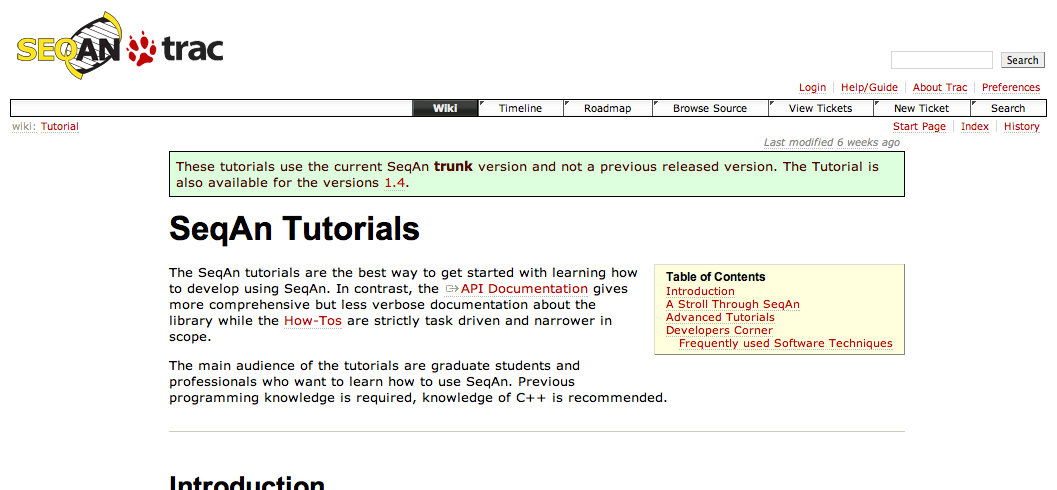 SEQAN trac
Search
Login Help/Guide About Trac Preferences
Wiki Timeline Roadmap Browse Source View Tickets New Ticket Search
wiki: Tutorial Start Page Index History
Last modified 6 weeks ago
These tutorials use the current SeqAn trunk version and not a previous released version. The Tutorial is
also available for the versions 1.4.
SeqAn Tutorials
The SeqAn tutorials are the best way to get started with learning how
to develop using SeqAn. In contrast, the API Documentation gives
more comprehensive but less verbose documentation about the
library while the How-Tos are strictly task driven and narrower in
scope.
Table of Contents
Introduction
A Stroll Through SeqAn
Advanced Tutorials
Developers Corner
Frequently used Software Techniques
The main audience of the tutorials are graduate students and
professionals who want to learn how to use SeqAn. Previous
programming knowledge is required, knowledge of C++ is recommended.
Introduction